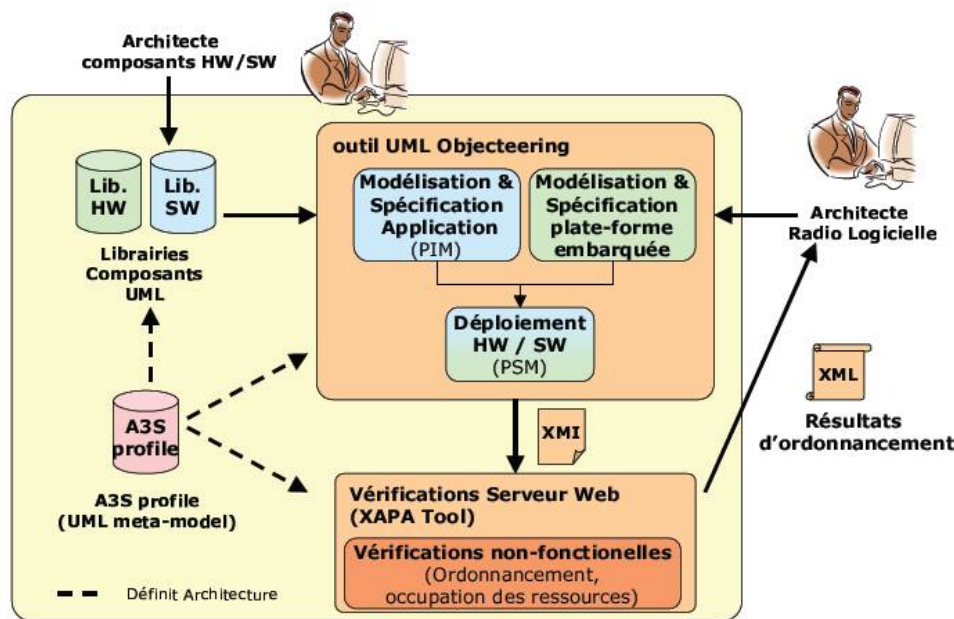 Architecte
composants HW/SW
outil UML Objecteering
Lib.
HW
Lib.
SW
Librairies
Composants
UML
Modélisation &
Spécification
Application
(PIM)
Modélisation &
Spécification
plate-forme
embarquée
Déploiement
HW / SW
(PSM)
Architecte
Radio Logicielle
XML
Résultats
d'ordonnancement
XMI
A3S
profile
A3S profile
(UML meta-model)
Vérifications Serveur Web
(XAPA Tool)
Vérifications non-fonctionelles
(Ordonnancement,
occupation des ressources)
Définit Architecture